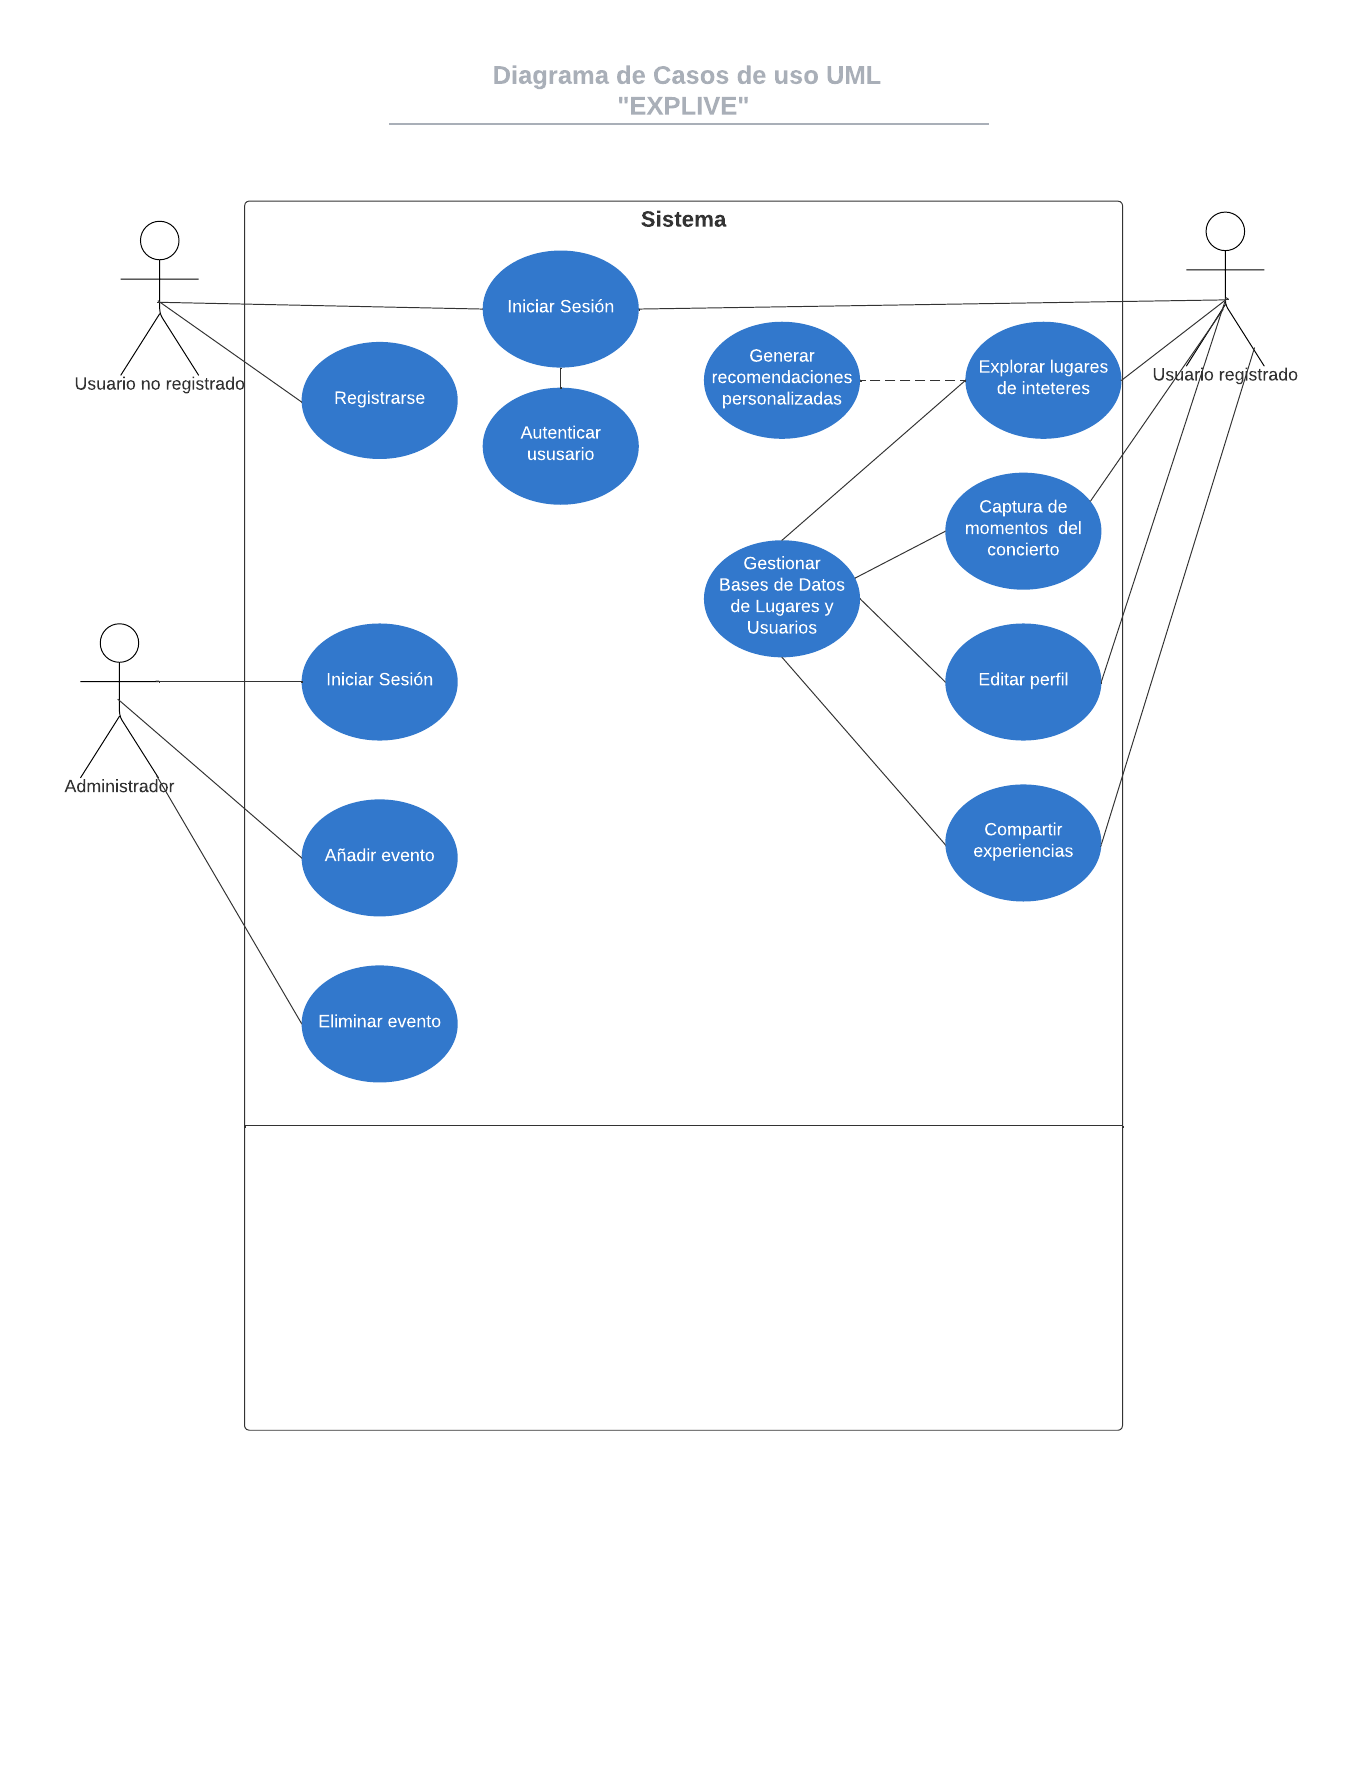 Diagrama de Casos de uso UML
"EXPLIVE"
Sistema
Iniciar Sesión
Generar
recomendaciones
personalizadas
Explorar lugares
de inteteres
Usuario no registrado
Usuario registrado
Registrarse
Autenticar
ususario
Captura de
momentos  del
concierto
Gestionar
Bases de Datos
de Lugares y
Usuarios
Iniciar Sesión
Editar perfil
Administrador
Añadir evento
Compartir
experiencias
Eliminar evento